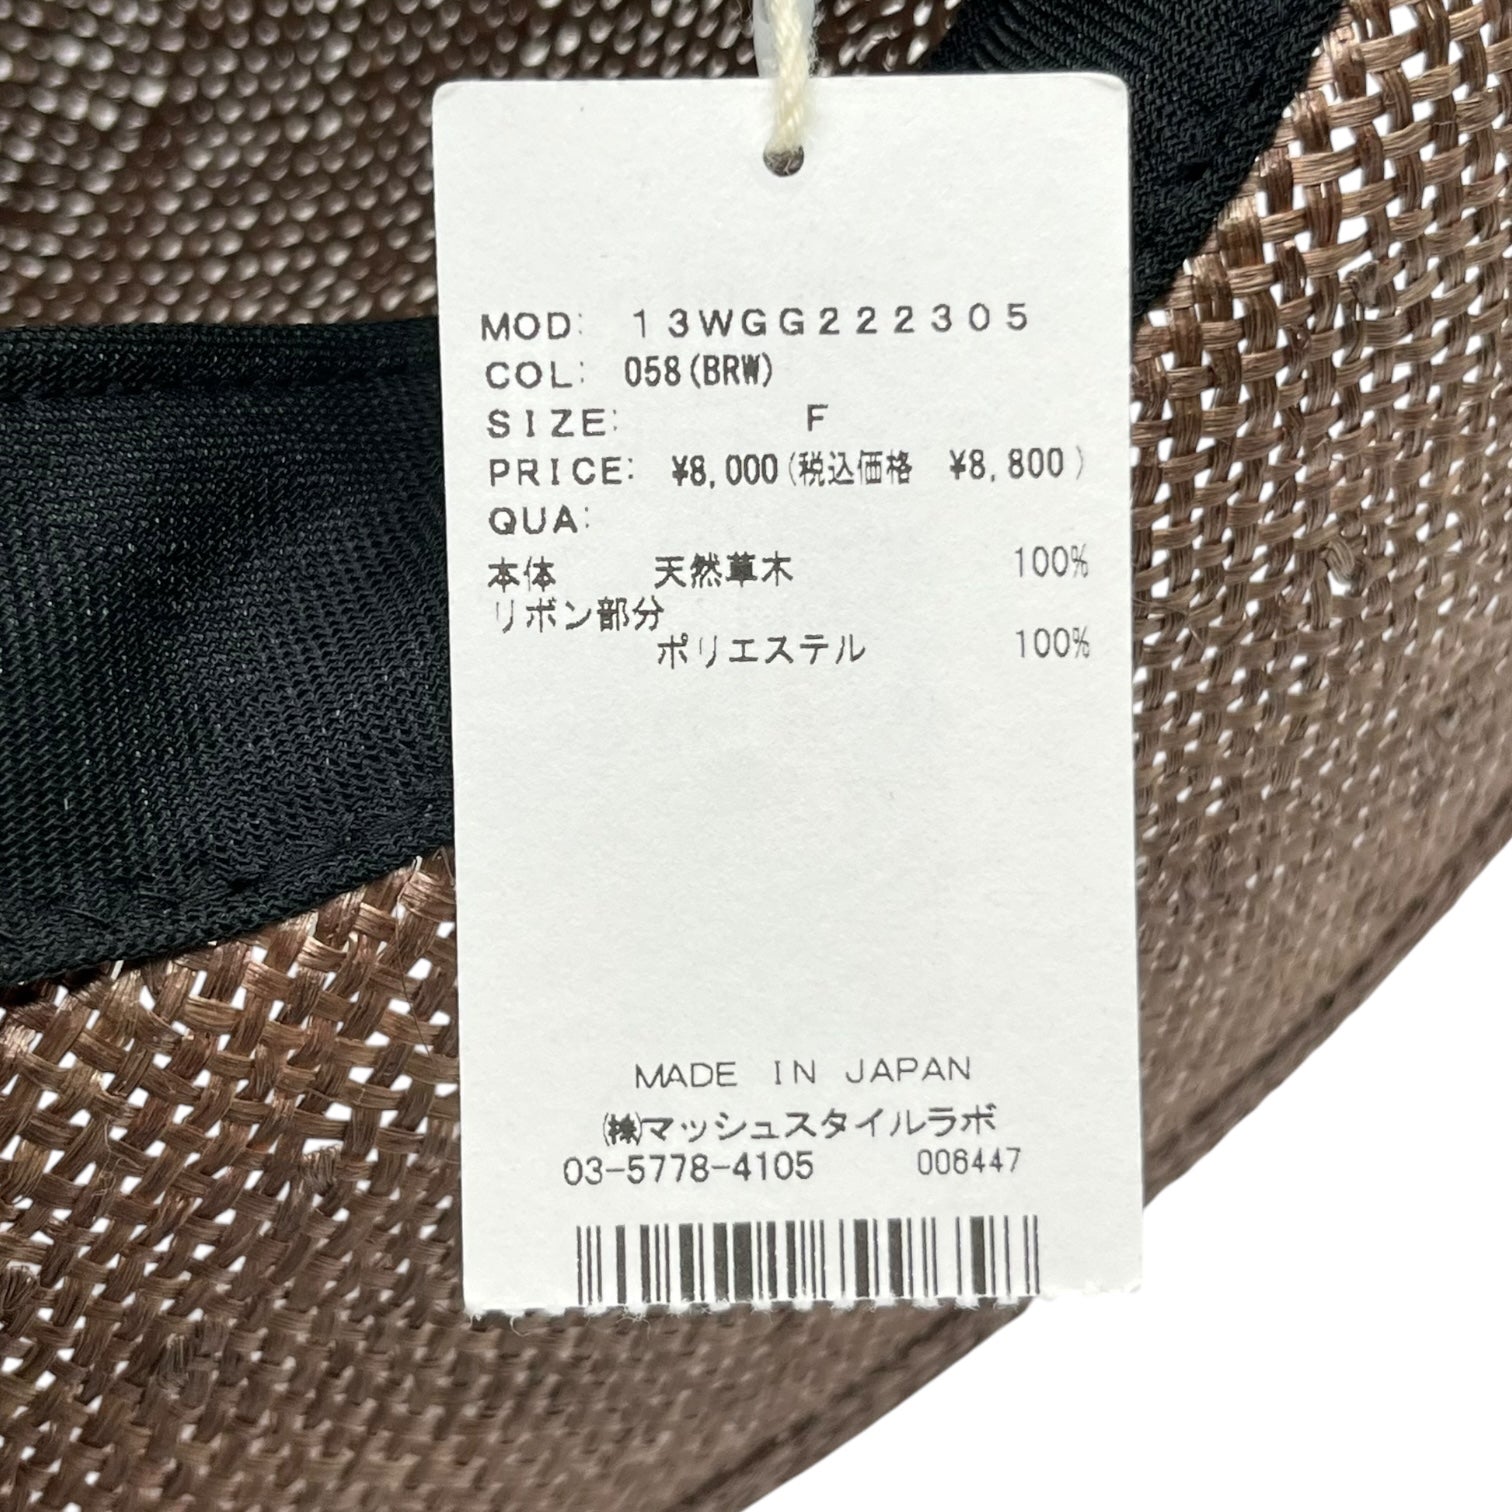 MOD: 13WGG222305
COL: 058(BRW)
SIZE: F
PRICE: ¥8,000(税込価格 ¥8,800)
QUA:
本体 天然草木 100%
リボン部分
ポリエステル 100%
MADE IN JAPAN
㈱マッシュスタイルラボ
03-5778-4105 006447